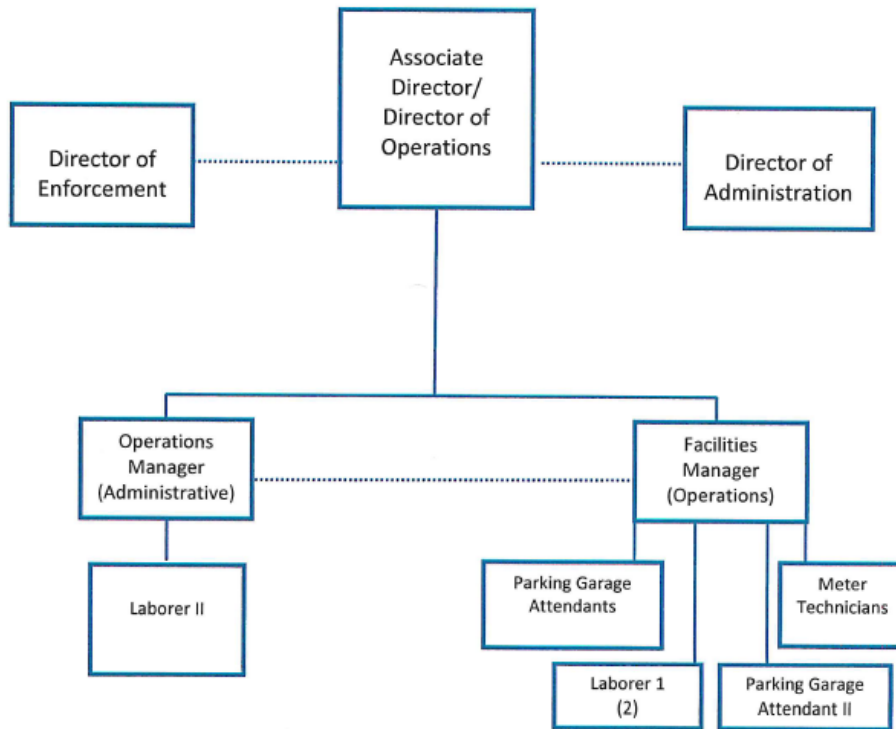 Associate
Director/
Director of
Operations
Director of
Enforcement
Director of
Administration
Operations
Manager
(Administrative)
Facilities
Manager
(Operations)
Laborer II
Parking Garage
Attendants
Meter
Technicians
Laborer 1
(2)
Parking Garage
Attendant II